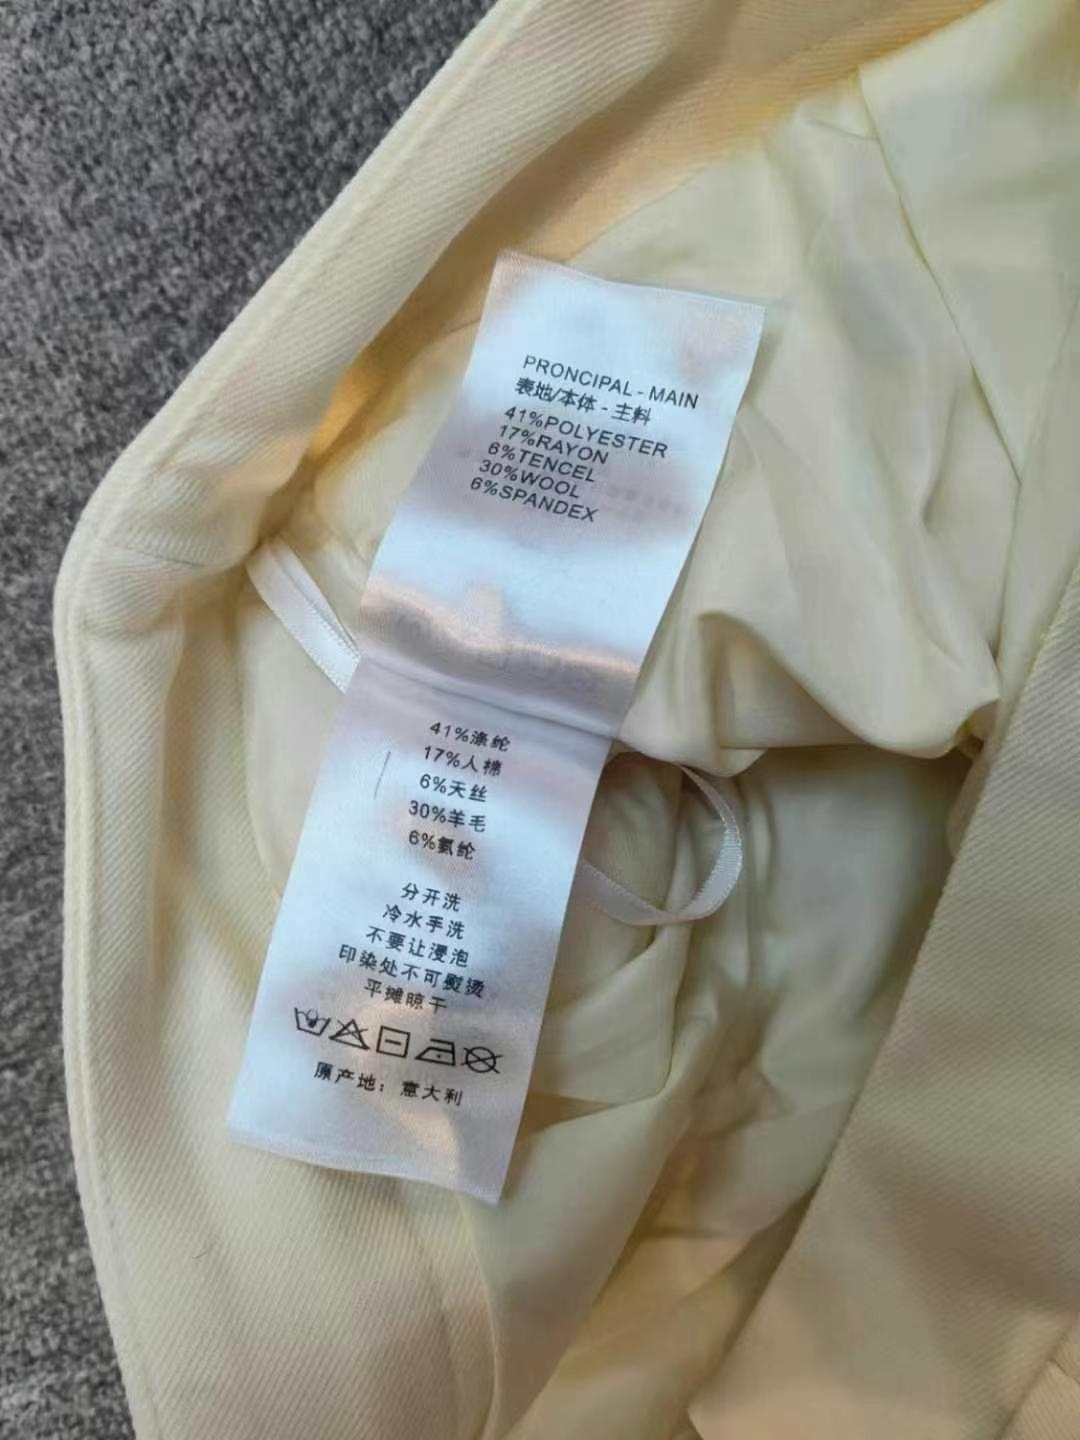 PRONCIPAL - MAIN
表地/本体 - 主料
41%POLYESTER
17%RAYON
6%TENCEL
30%WOOL
6%SPANDEX
41%涤纶
17%人棉
6%天丝
30%羊毛
6%氨纶
分开洗
冷水手洗
不要让浸泡
印染处不可熨烫
平摊晾干
原产地：意大利